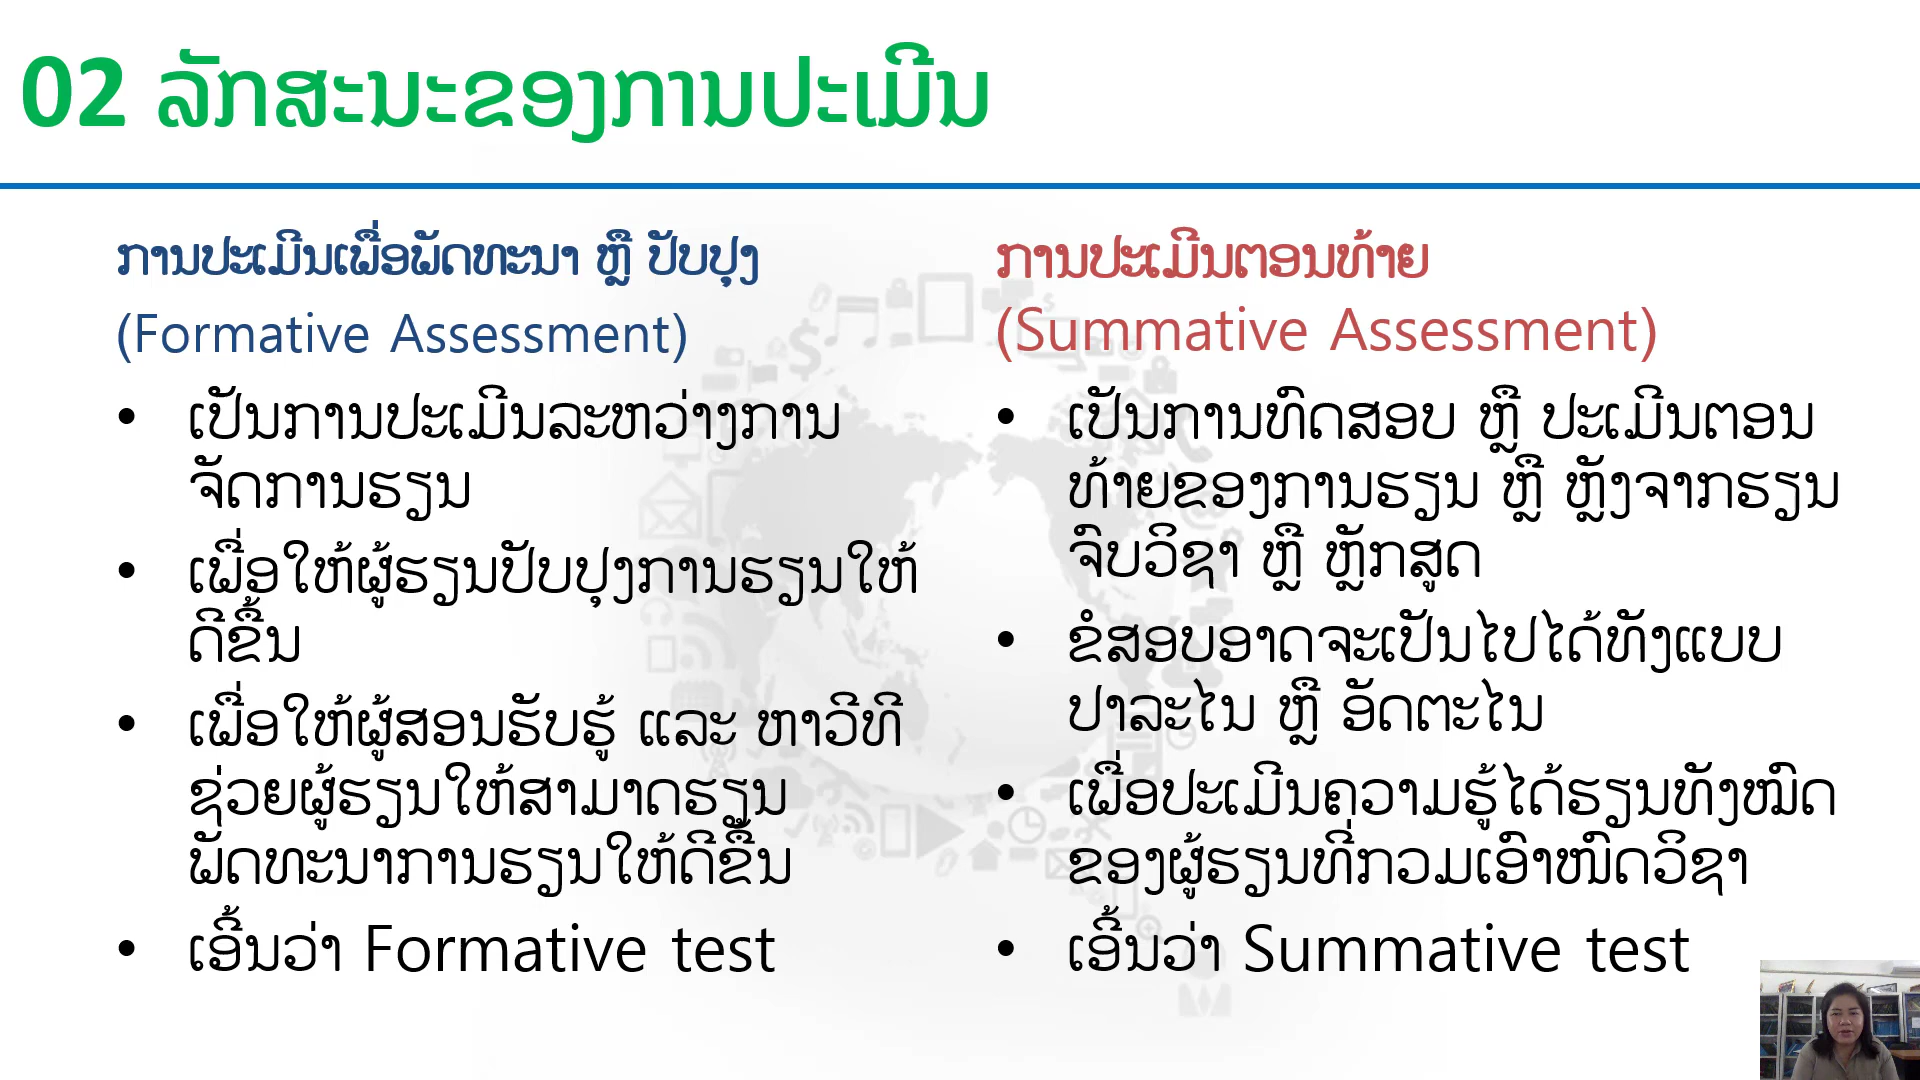 02 ລັກສະນະຂອງການປະເມີນ
ການປະເມີນເພື່ອພັດທະນາ ຫຼື ປັບປຸງ
(Formative Assessment)
• ເປັນການປະເມີນລະຫວ່າງການ
ຈັດການຮຽນ
• ເພື່ອໃຫ້ຜູ້ຮຽນປັບປຸງການຮຽນໃຫ້
ດີຂຶ້ນ
• ເພື່ອໃຫ້ຜູ້ສອນຮັບຮູ້ ແລະ ຫາວິທີ
ຊ່ວຍຜູ້ຮຽນໃຫ້ສາມາດຮຽນ
ພັດທະນາການຮຽນໃຫ້ດີຂຶ້ນ
• ເອີ້ນວ່າ Formative test
ການປະເມີນຕອນທ້າຍ
(Summative Assessment)
• ເປັນການທົດສອບ ຫຼື ປະເມີນຕອນ
ທ້າຍຂອງການຮຽນ ຫຼື ຫຼັງຈາກຮຽນ
ຈົບວິຊາ ຫຼື ຫຼັກສູດ
• ຂໍ້ສອບອາດຈະເປັນໄປໄດ້ທັງແບບ
ປາລະໄນ ຫຼື ອັດຕະໄນ
• ເພື່ອປະເມີນຄວາມຮູ້ໄດ້ຮຽນທັງໝົດ
ຂອງຜູ້ຮຽນທີ່ກວມເອົາໜົດວິຊາ
• ເອີ້ນວ່າ Summative test